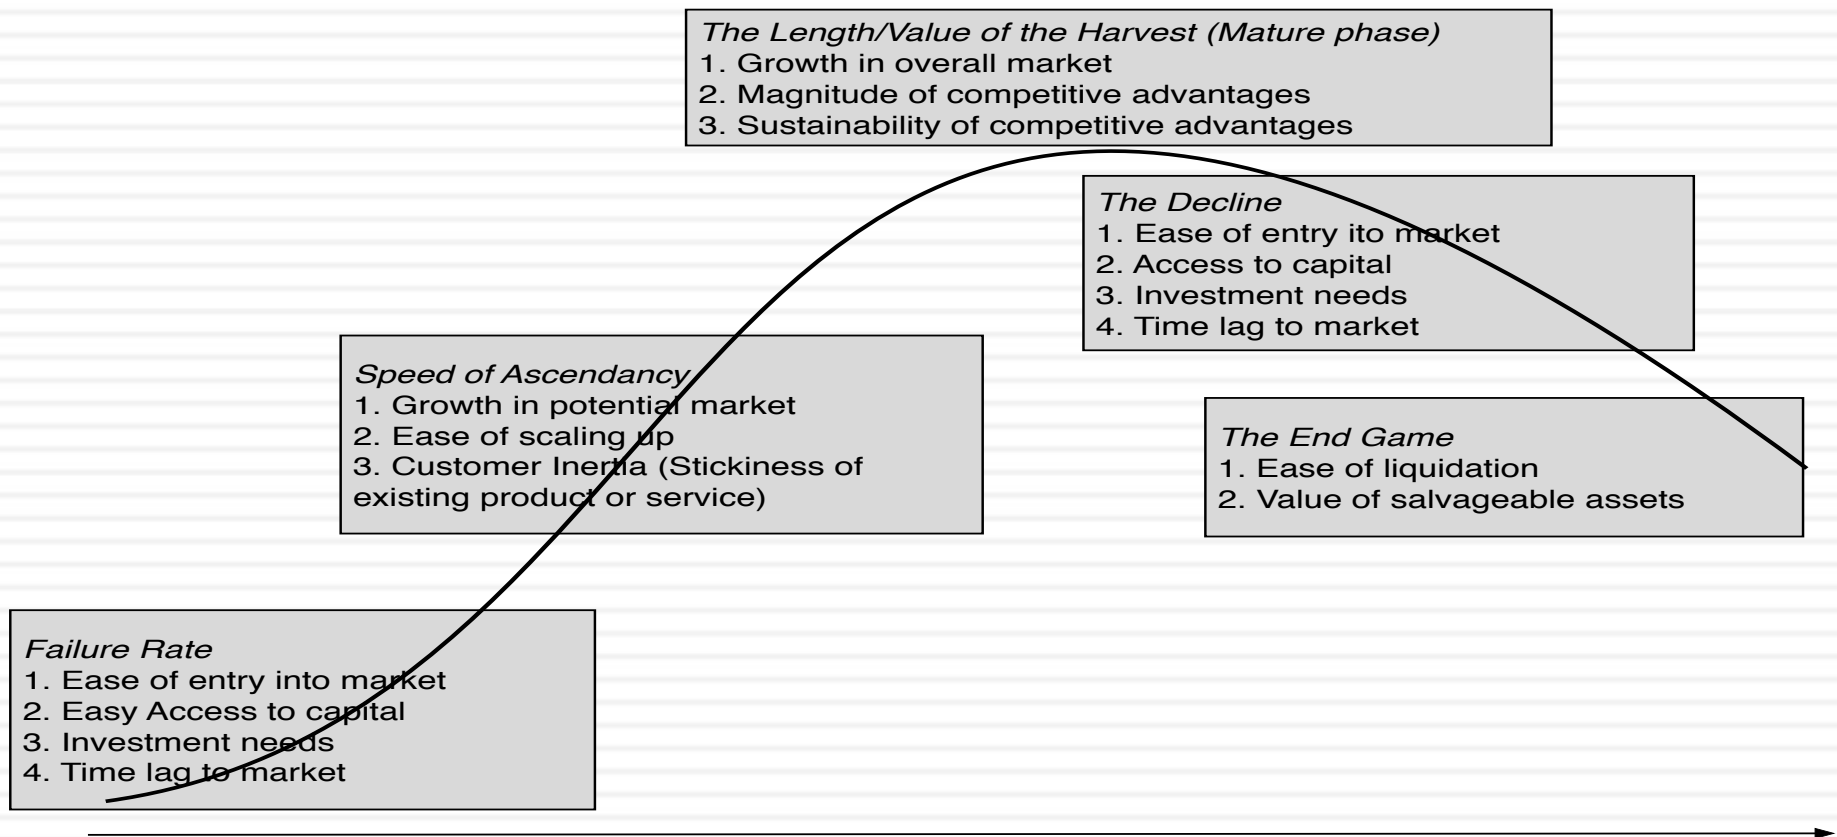 The Length/Value of the Harvest (Mature phase)
1. Growth in overall market
2. Magnitude of competitive advantages
3. Sustainability of competitive advantages
The Decline
1. Ease of entry ito market
2. Access to capital
3. Investment needs
4. Time lag to market
Speed of Ascendancy
1. Growth in potential market
2. Ease of scaling up
3. Customer Inertia (Stickiness of
existing product or service)
The End Game
1. Ease of liquidation
2. Value of salvageable assets
Failure Rate
1. Ease of entry into market
2. Easy Access to capital
3. Investment needs
4. Time lag to market